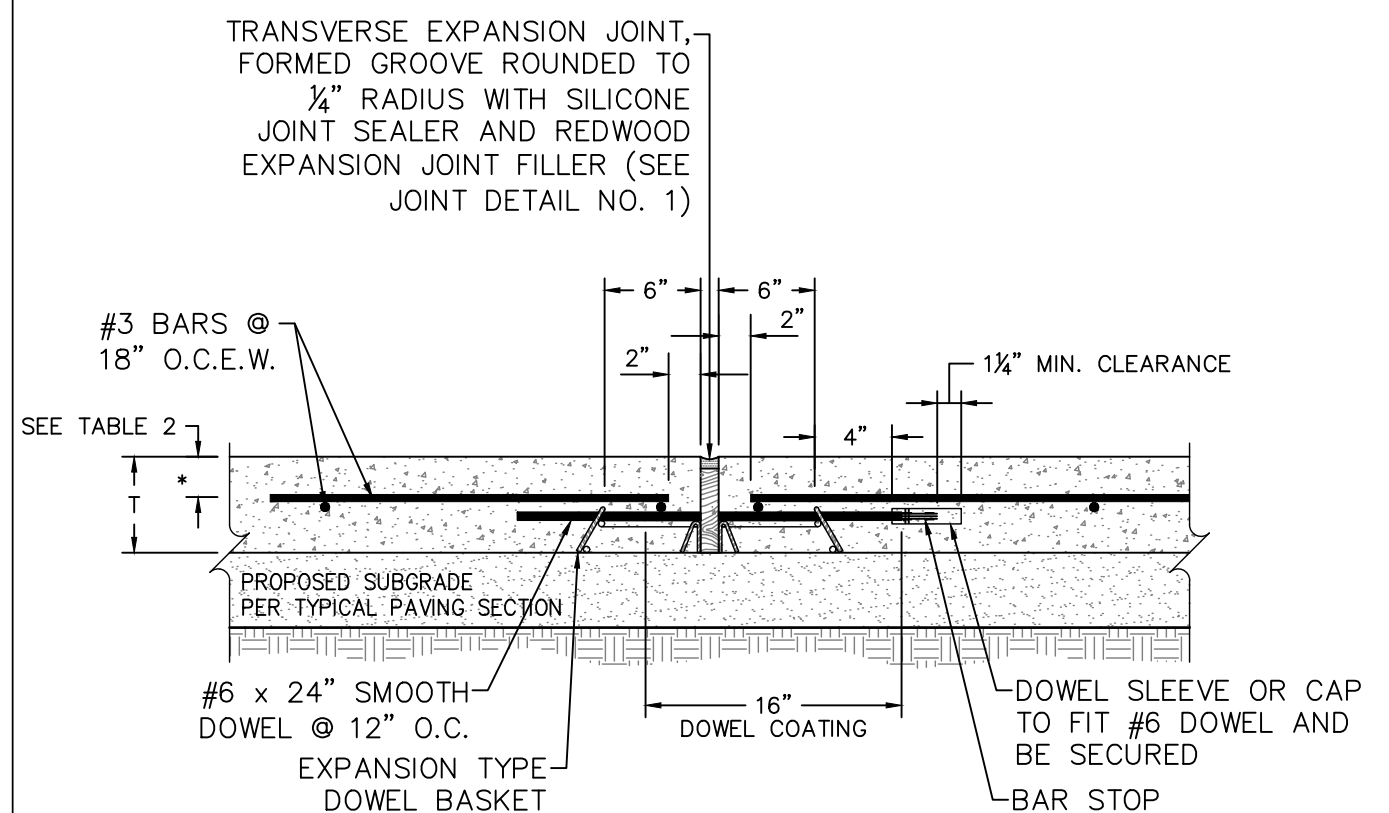 TRANSVERSE EXPANSION JOINT,
FORMED GROOVE ROUNDED TO
¼” RADIUS WITH SILICONE
JOINT SEALER AND REDWOOD
EXPANSION JOINT FILLER (SEE
JOINT DETAIL NO. 1)
6” 6”
2”
2”
#3 BARS @
18” O.C.E.W.
1¼” MIN. CLEARANCE
SEE TABLE 2
4”
*
T
PROPOSED SUBGRADE
PER TYPICAL PAVING SECTION
#6 x 24” SMOOTH
DOWEL @ 12” O.C.
EXPANSION TYPE
DOWEL BASKET
16”
DOWEL COATING
DOWEL SLEEVE OR CAP
TO FIT #6 DOWEL AND
BE SECURED
BAR STOP